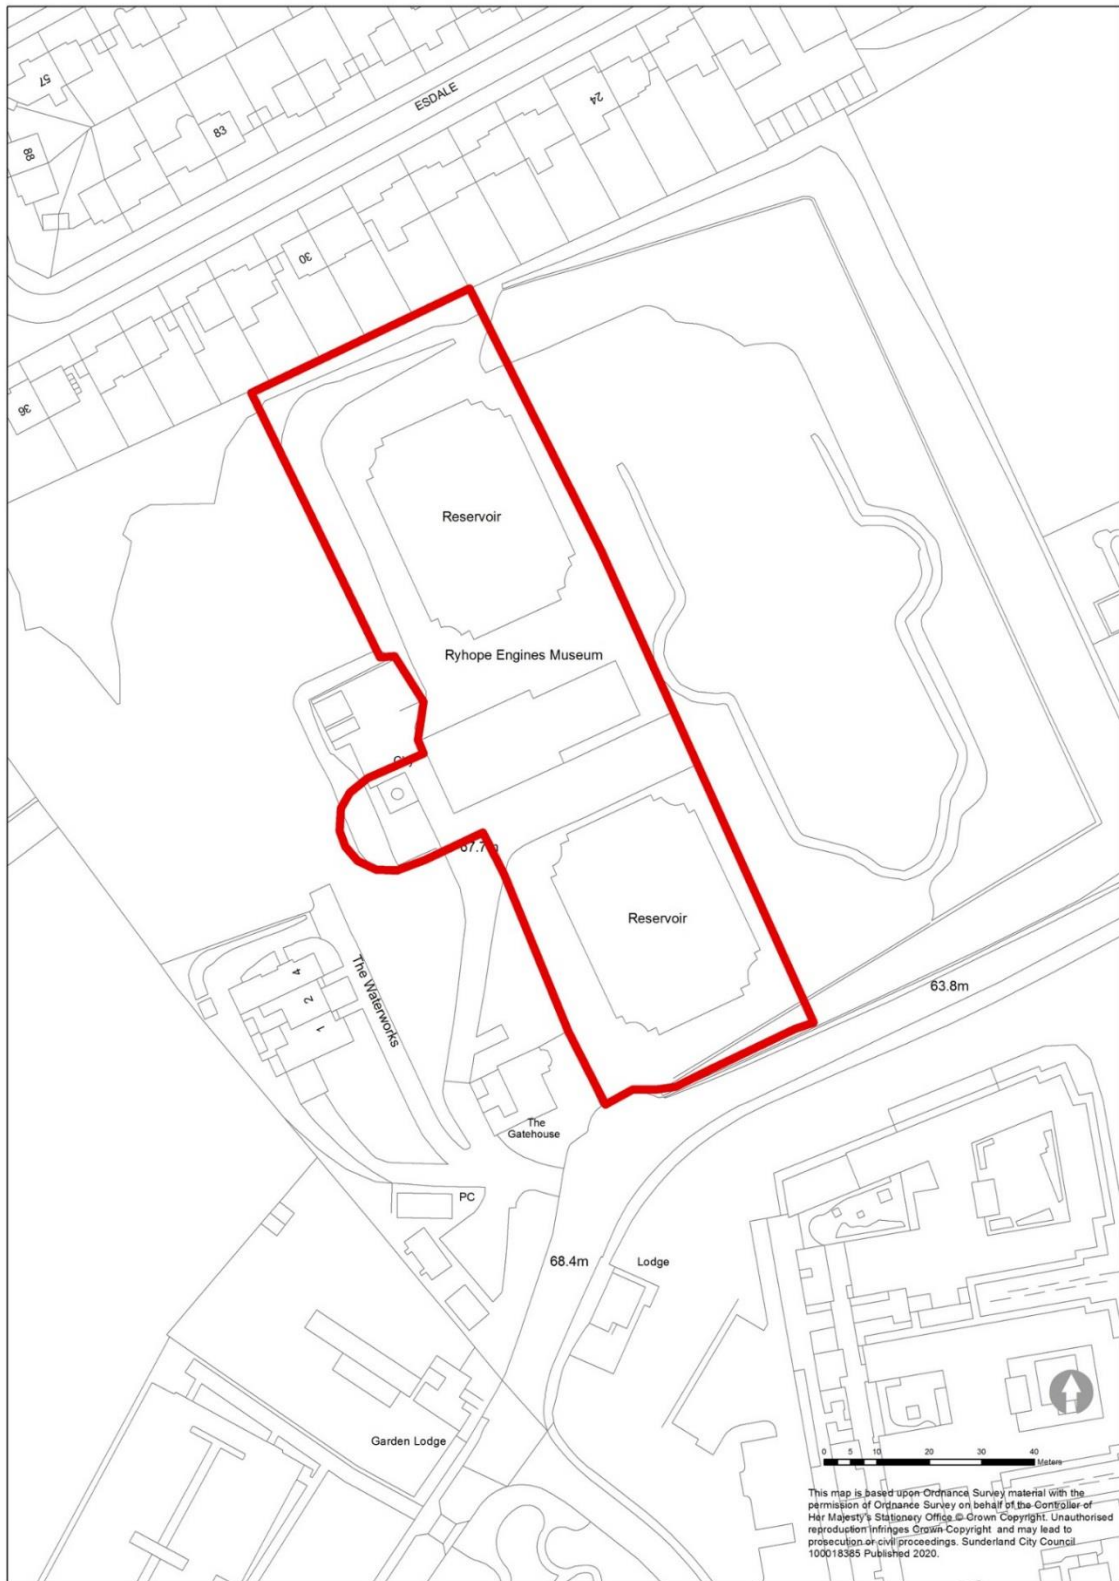 57
ESDALE
24
83
88
30
36
Reservoir
Ryhope Engines Museum
67.7m
Reservoir
4
2
1
The Waterworks
63.8m
The
Gatehouse
PC
68.4m
Lodge
Garden Lodge
0 5 10 20 30 40
Meters
This map is based upon Ordnance Survey material with the
permission of Ordnance Survey on behalf of the Controller of
Her Majesty's Stationery Office © Crown Copyright. Unauthorised
reproduction infringes Crown Copyright and may lead to
prosecution or civil proceedings. Sunderland City Council
100018385 Published 2020.